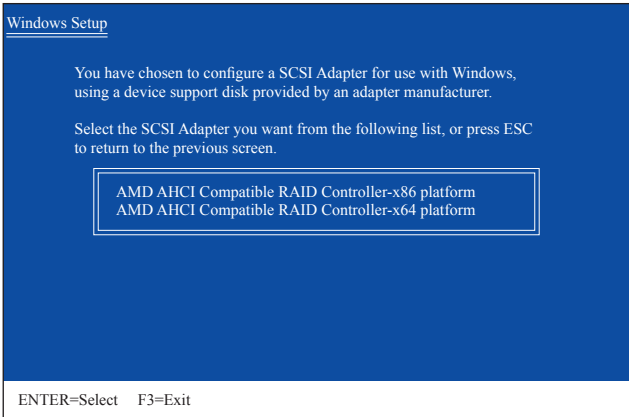 Windows Setup
You have chosen to configure a SCSI Adapter for use with Windows,
using a device support disk provided by an adapter manufacturer.
Select the SCSI Adapter you want from the following list, or press ESC
to return to the previous screen.
AMD AHCI Compatible RAID Controller-x86 platform
AMD AHCI Compatible RAID Controller-x64 platform
ENTER=Select F3=Exit